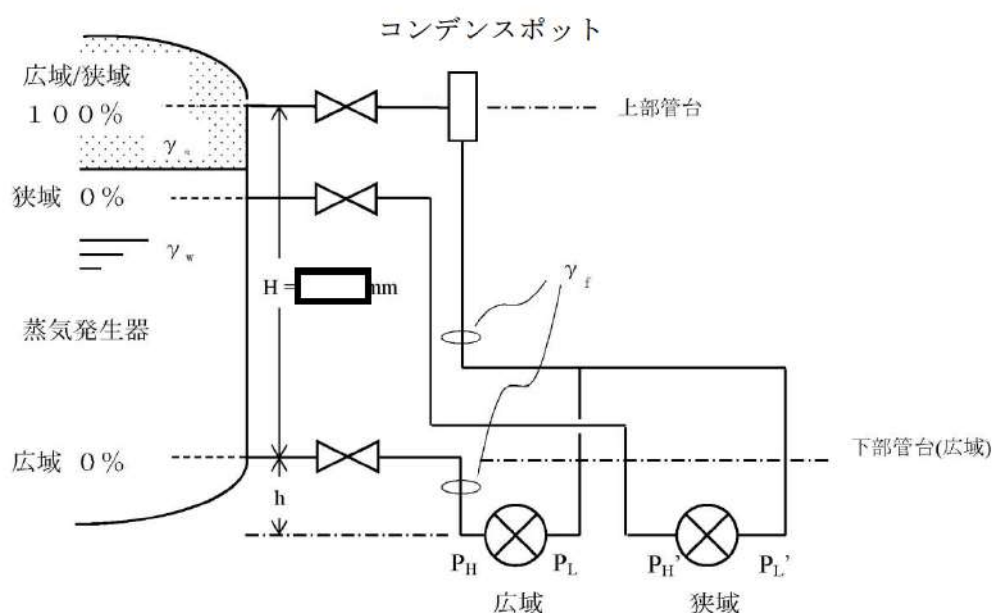 コンデンスポット
広域/狭域
100%
上部管台
γ
狭域 0%
γw
γf
H = mm
蒸気発生器
広域 0%
下部管台(広域)
h
PH
PL
PH'
PL'
広域
狭域